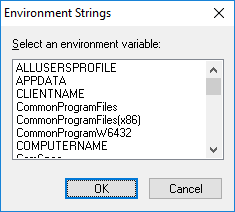 Environment Strings
Select an environment variable:
ALLUSERSPROFILE
APPDATA
CLIENTNAME
CommonProgramFiles
CommonProgramFiles(x86)
CommonProgramW6432
COMPUTERNAME
OK
Cancel